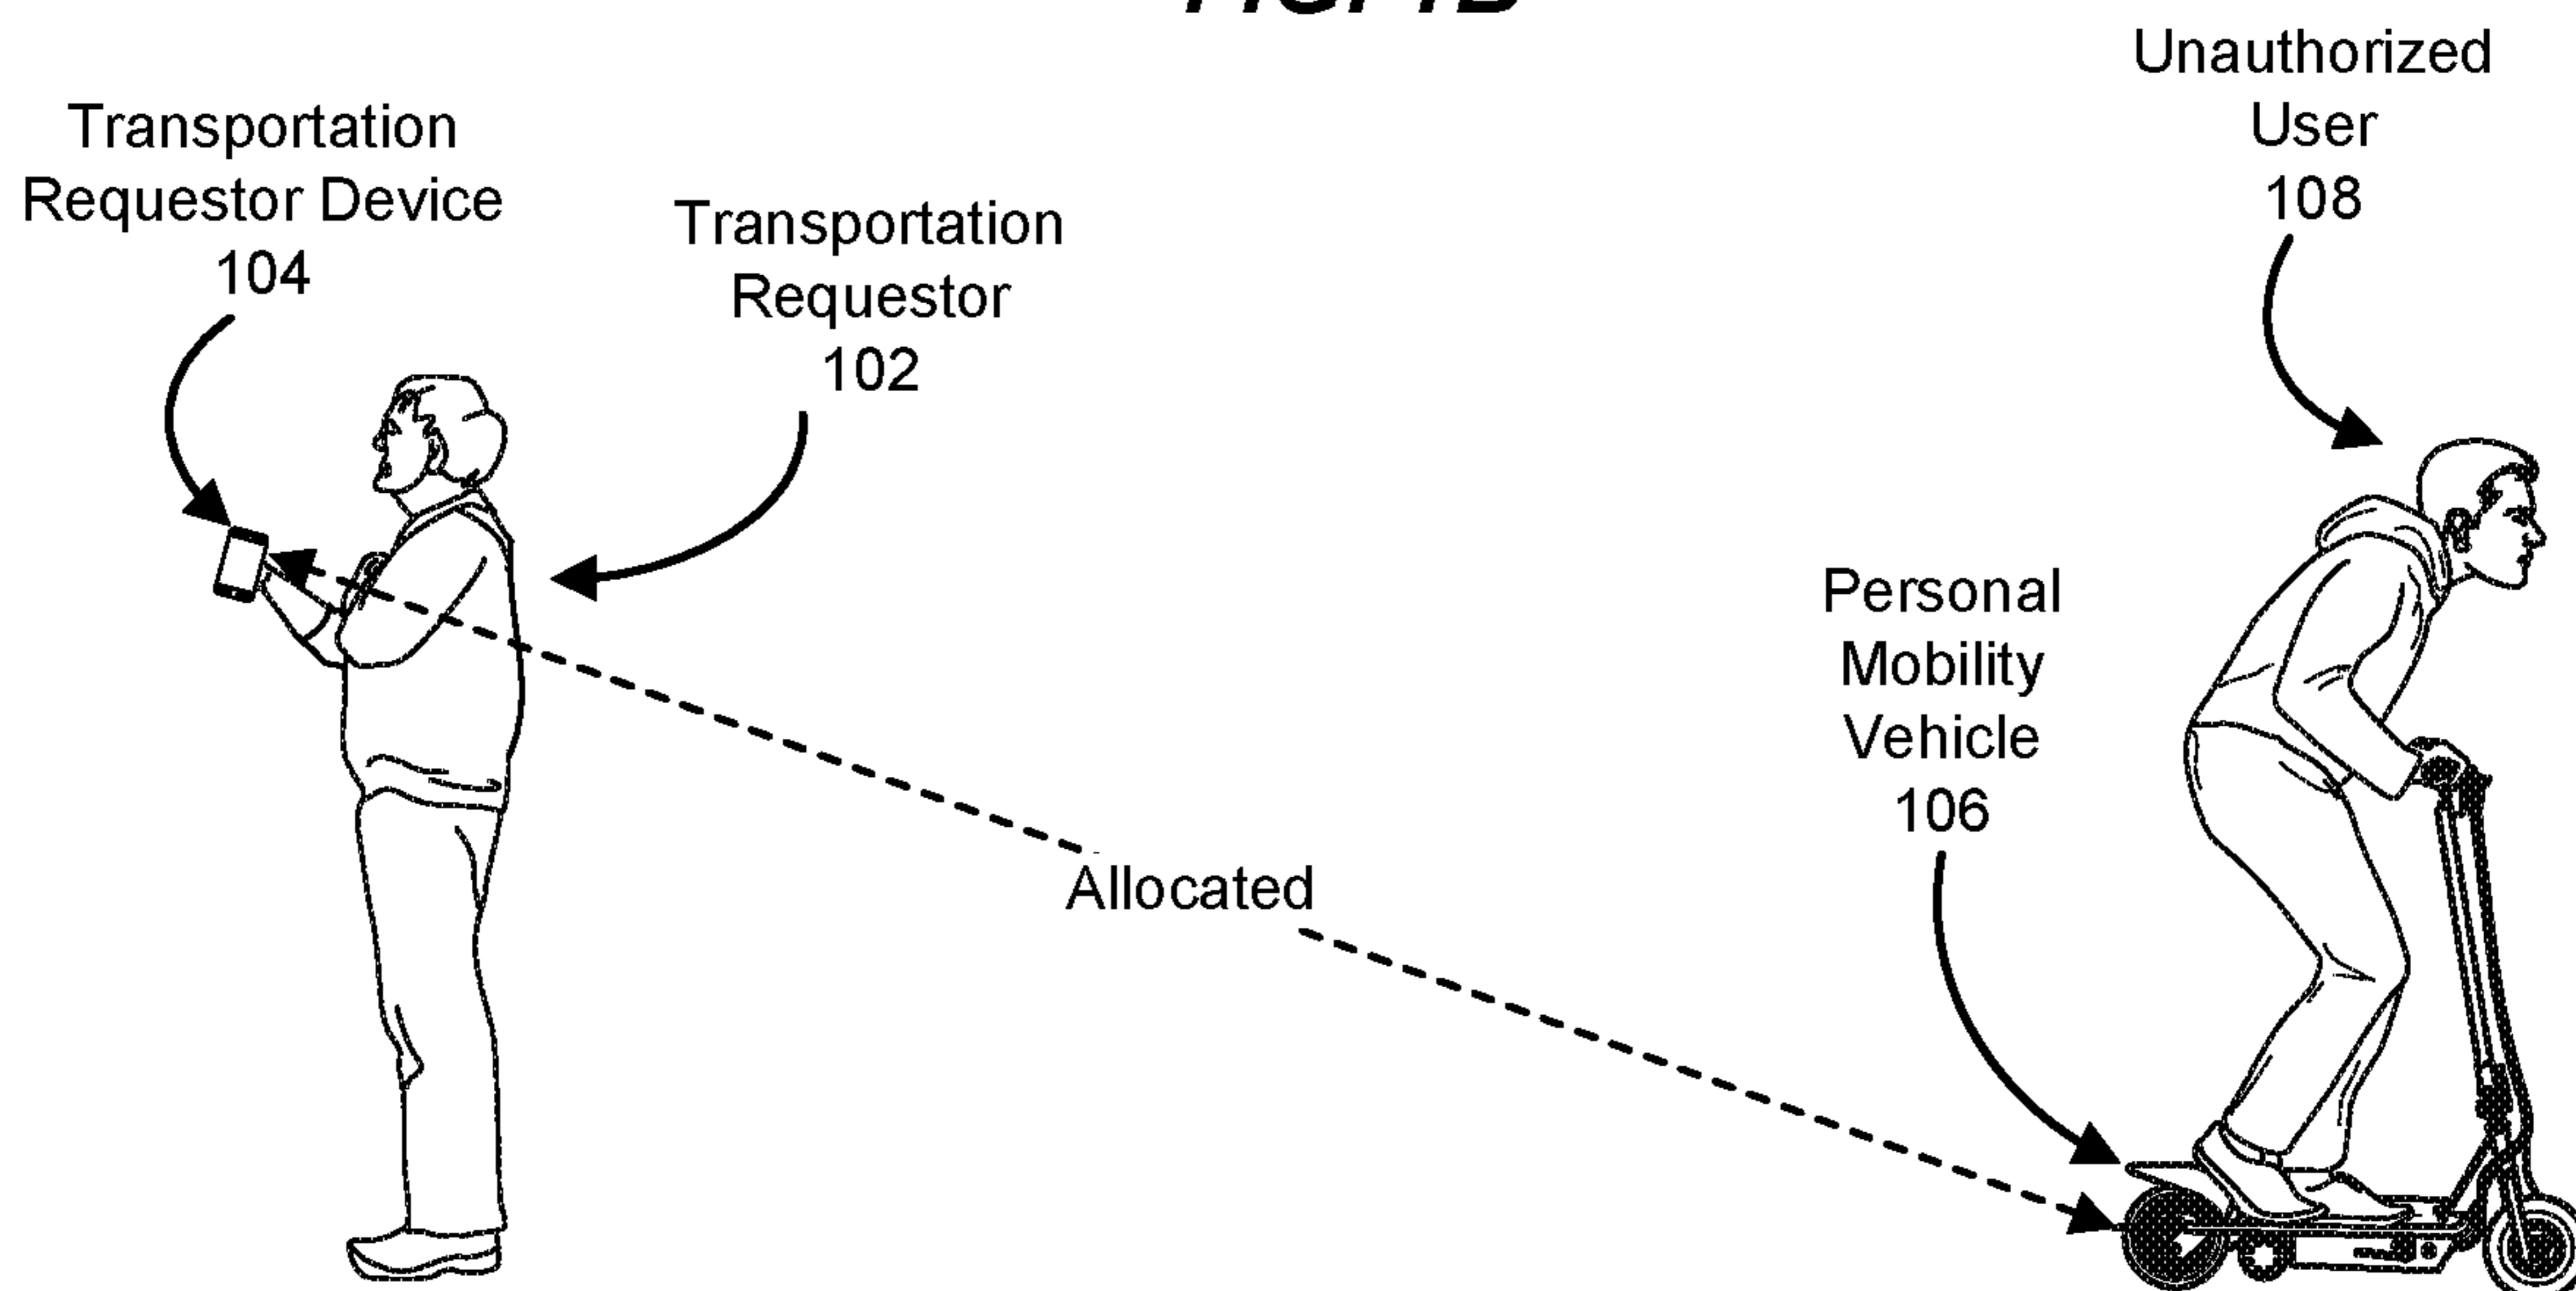 Unauthorized
User
108
Transportation
Requestor Device
104
Transportation
Requestor
102
Personal
Mobility
Vehicle
106
Allocated